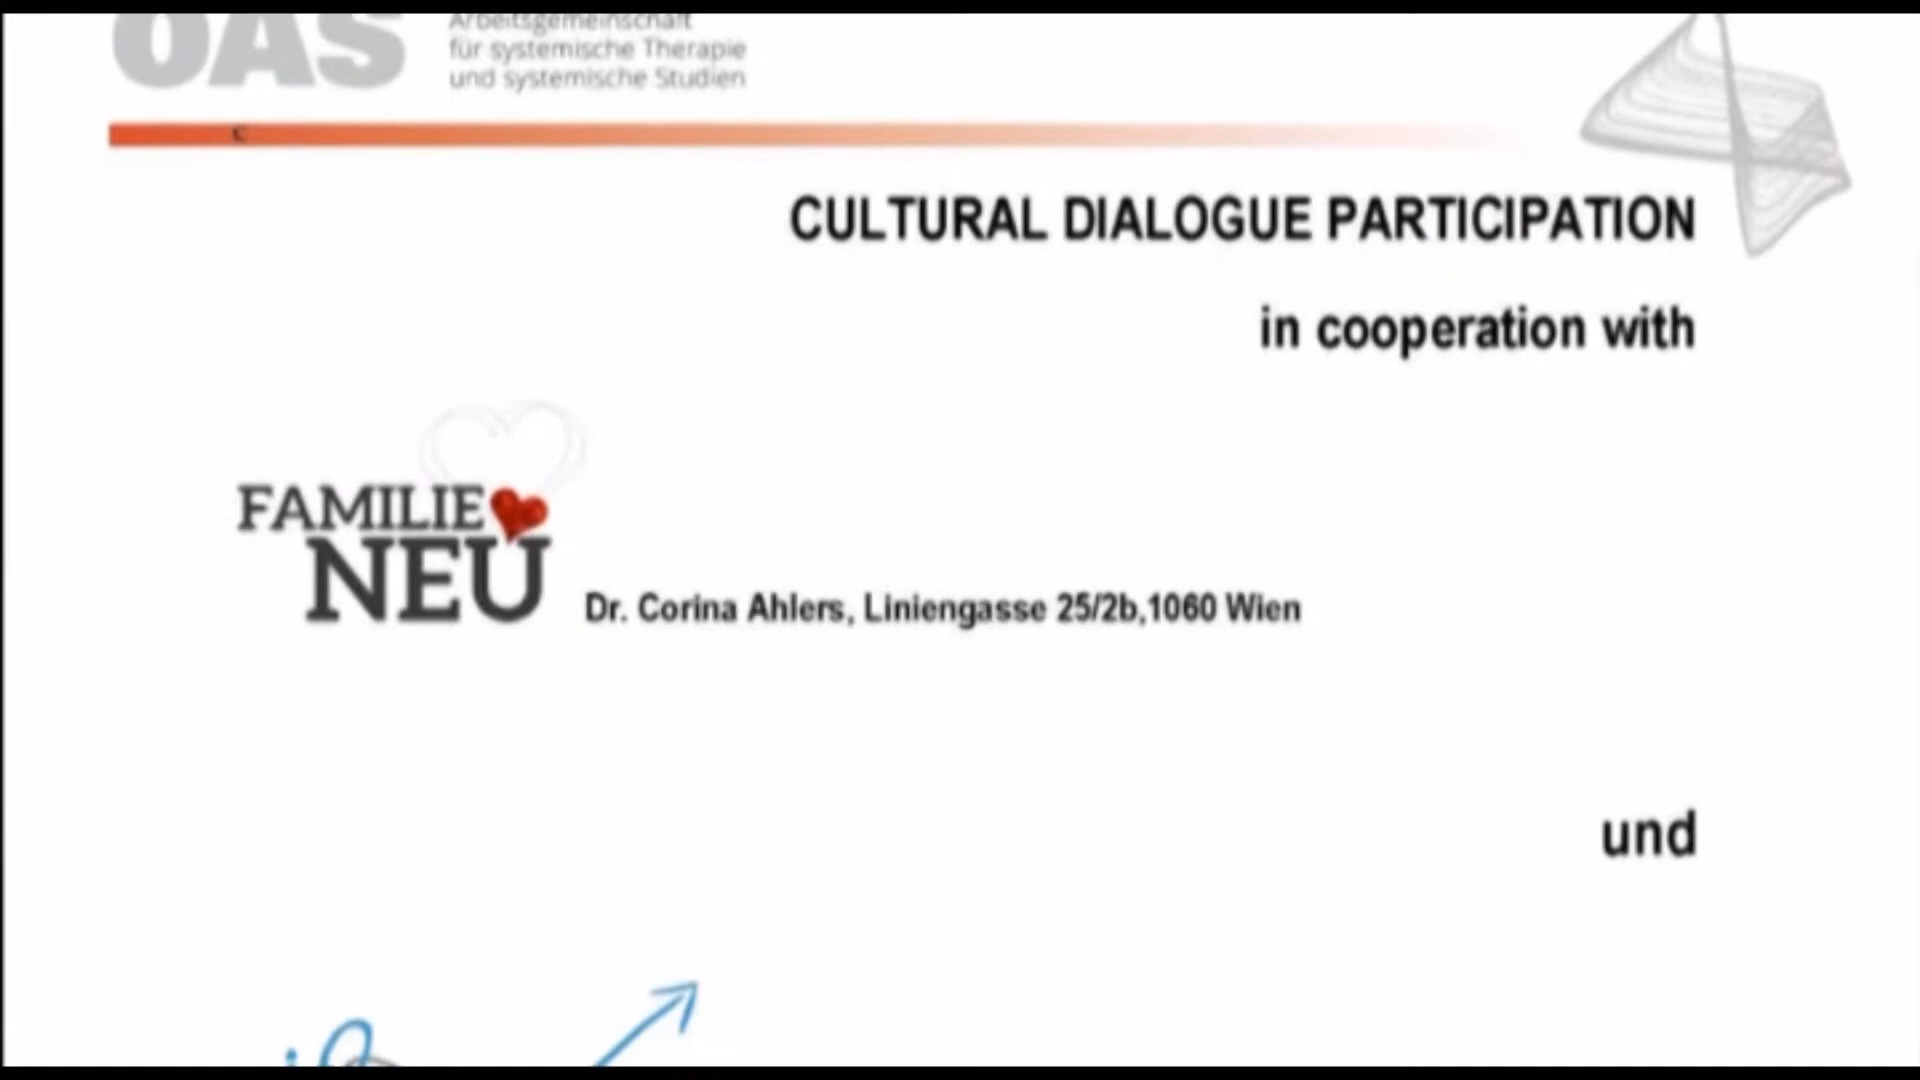 OAS
Arbeitsgemeinschaft
für systemische Therapie
und systemische Studien
CULTURAL DIALOGUE PARTICIPATION
in cooperation with
FAMILIE
NEU
Dr. Corina Ahlers, Liniengasse 25/2b,1060 Wien
und